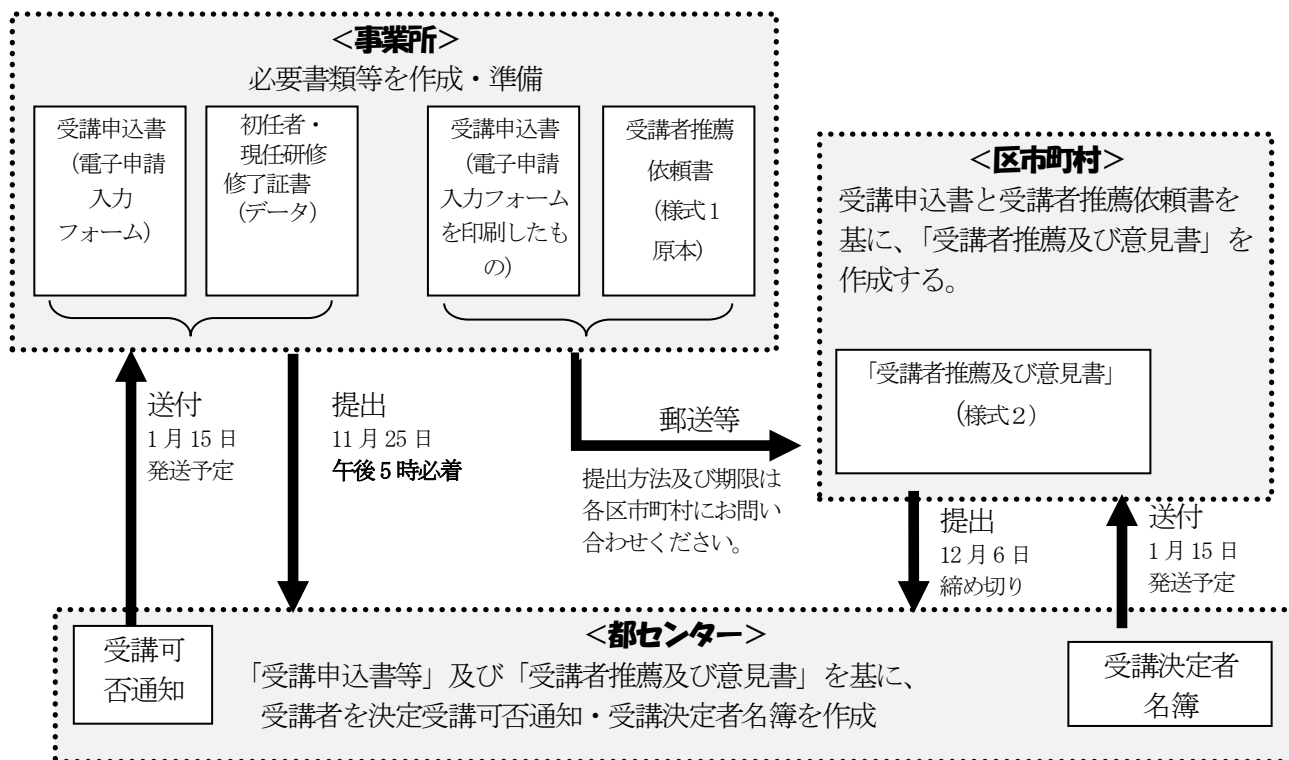 <事業所>
必要書類等を作成・準備
受講申込書
（電子申請
入力
フォーム）
初任者・
現任研修
修了証書
（データ）
受講申込書
（電子申請
入力フォーム
を印刷したも
の）
受講者推薦
依頼書
（様式１
原本）
<区市町村>
受講申込書と受講者推薦依頼書を
基に、「受講者推薦及び意見書」を
作成する。
「受講者推薦及び意見書」
（様式２）
送付
1月15日
発送予定
提出
11月25日
午後5時必着
郵送等
提出方法及び期限は
各区市町村にお問い
合わせください。
提出
12月6日
締め切り
送付
1月15日
発送予定
<都センター>
受講可
否通知
「受講申込書等」及び「受講者推薦及び意見書」を基に、
受講者を決定受講可否通知・受講決定者名簿を作成
受講決定者
名簿